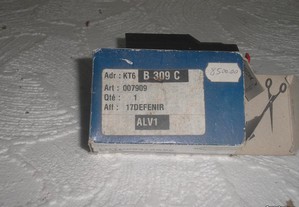 Adr : KT6 B 309 C
Art : 007909
Qté : 1
Aff : 17DEFENIR
ALV1